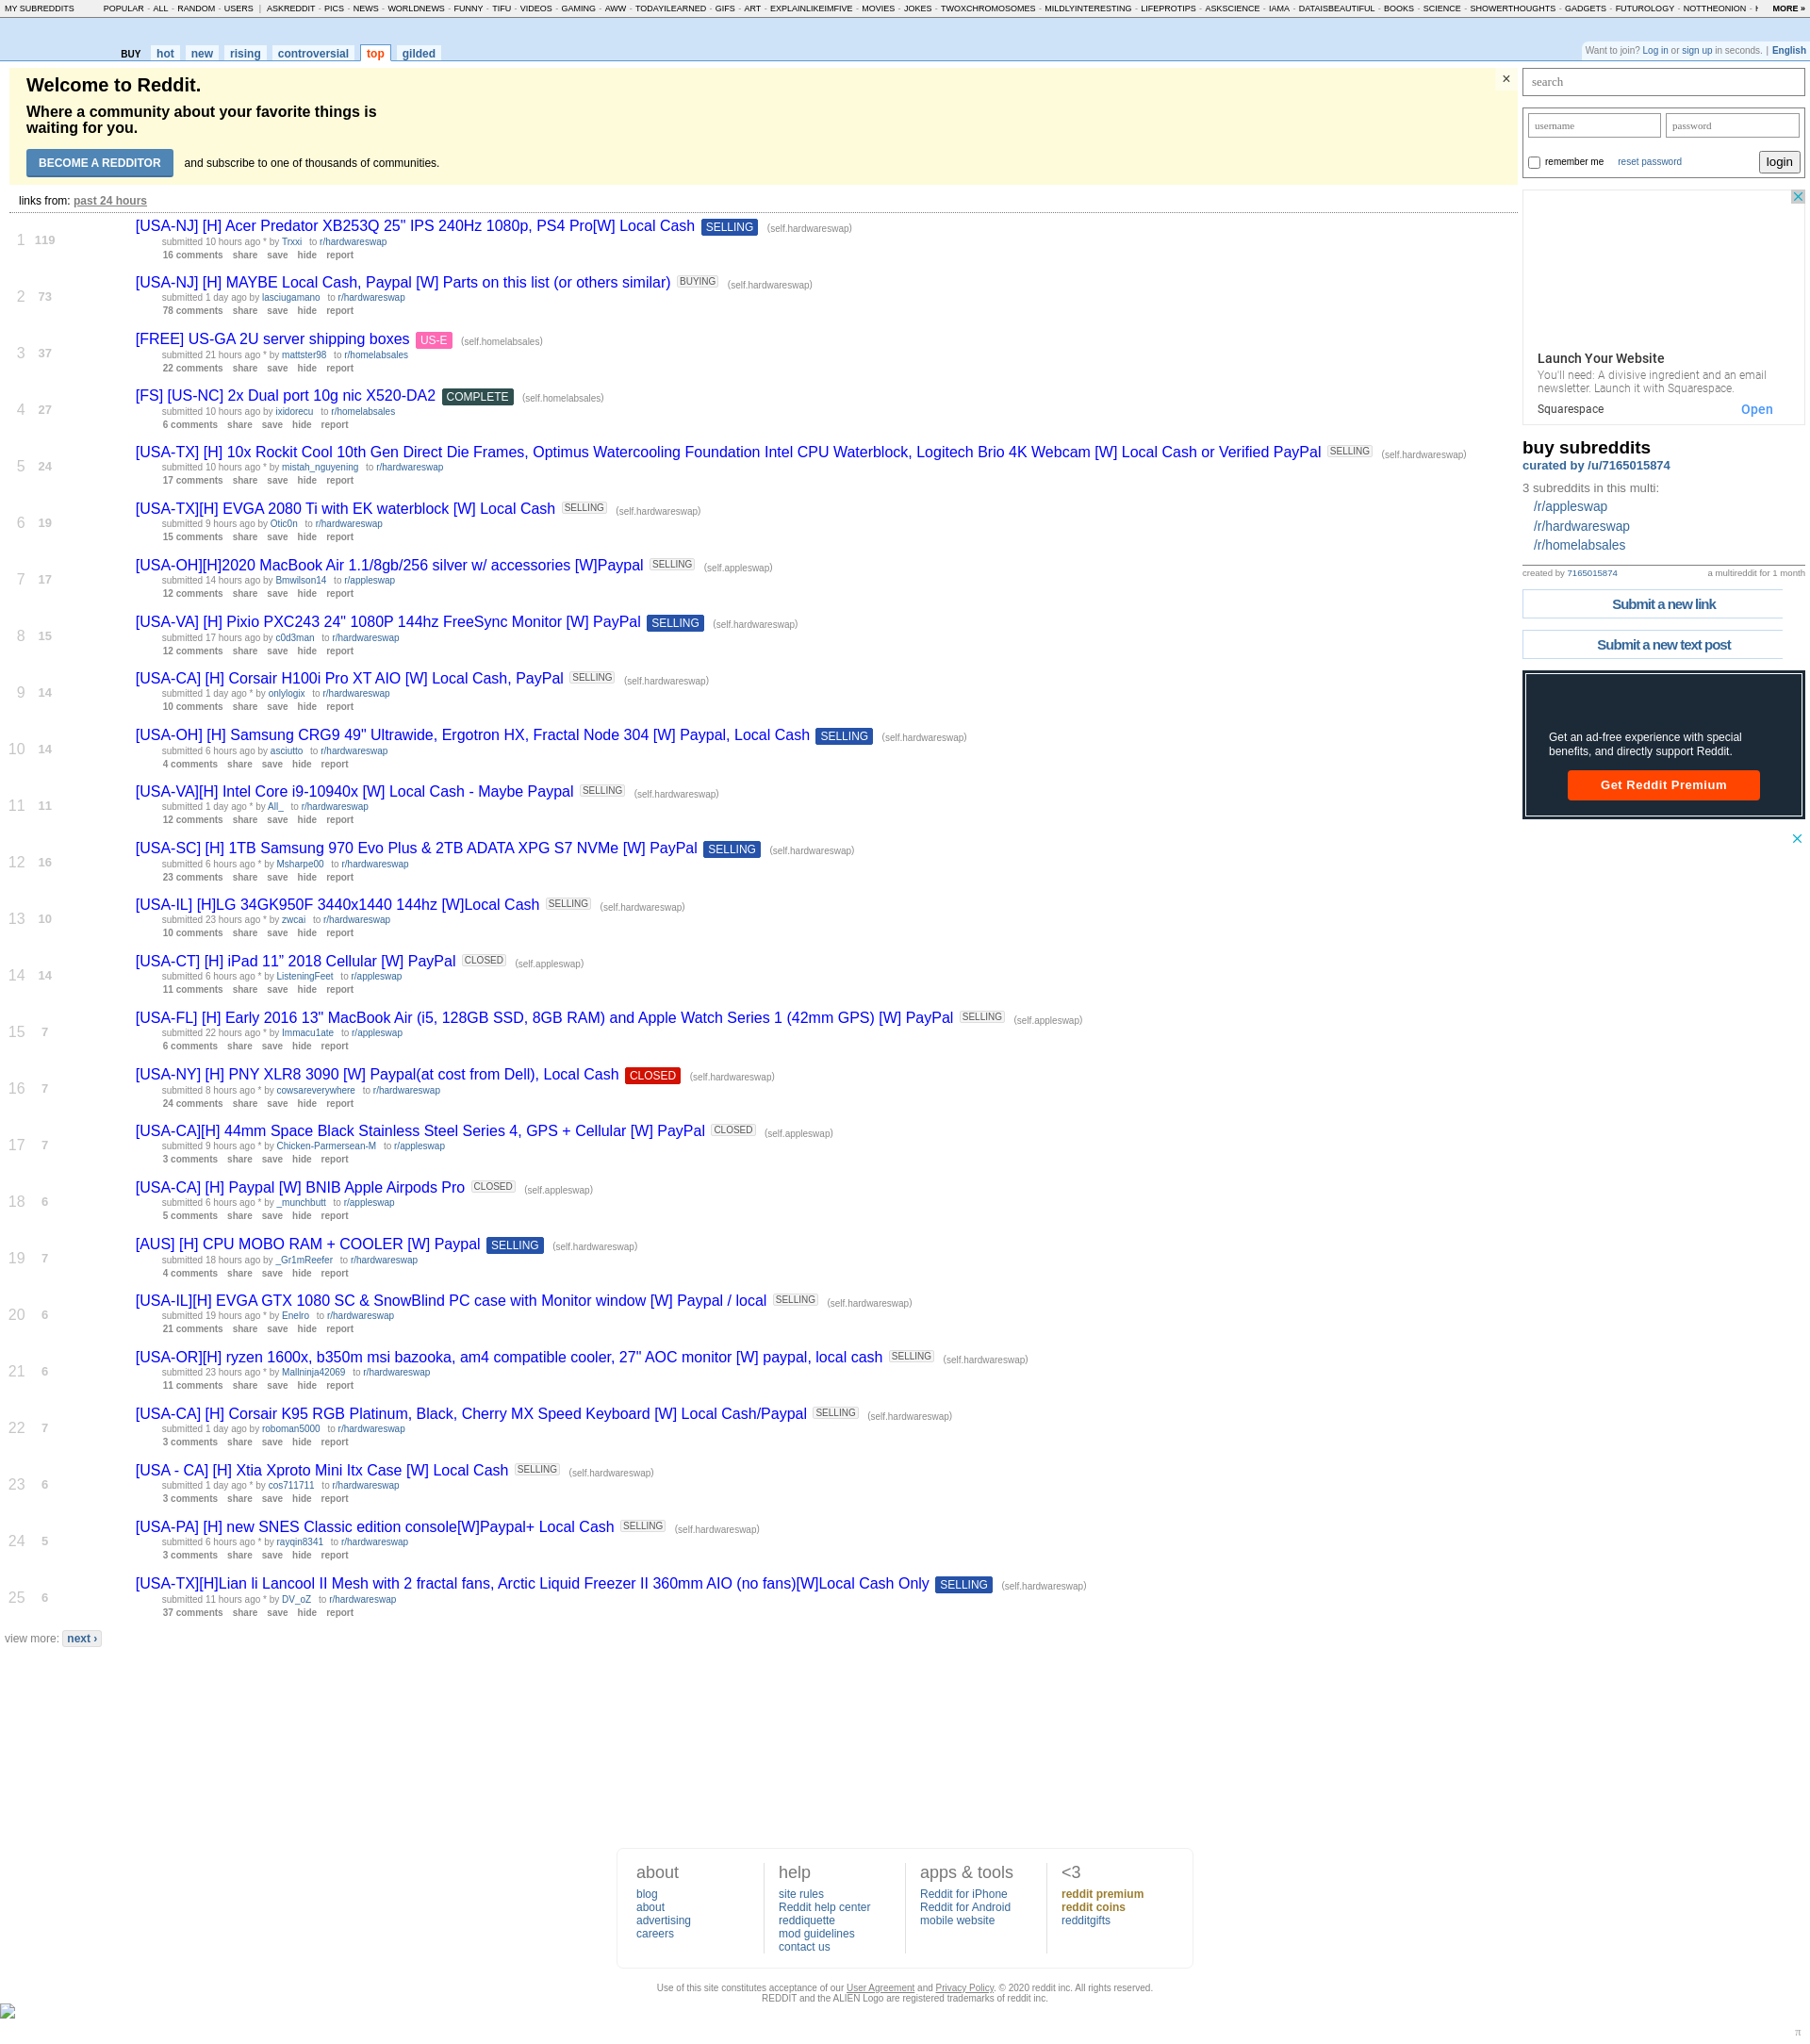 MY SUBREDDITS POPULAR - ALL - RANDOM - USERS | ASKREDDIT - PICS - NEWS - WORLDNEWS - FUNNY - TIFU - VIDEOS - GAMING - AWW - TODAYILEARNED - GIFS - ART - EXPLAINLIKEIMFIVE - MOVIES - JOKES - TWOXCHROMOSOMES - MILDLYINTERESTING - LIFEPROTIPS - ASKSCIENCE - IAMA - DATAISBEAUTIFUL - BOOKS - SCIENCE - SHOWERTHOUGHTS - GADGETS - FUTUROLOGY - NOTTHEONION - MORE »
BUY hot new rising controversial top gilded
Want to join? Log in or sign up in seconds. | English
Welcome to Reddit.
Where a community about your favorite things is
waiting for you.
BECOME A REDDITOR and subscribe to one of thousands of communities.
×
links from: past 24 hours
1 119 [USA-NJ] [H] Acer Predator XB253Q 25" IPS 240Hz 1080p, PS4 Pro[W] Local Cash SELLING (self.hardwareswap)
submitted 10 hours ago * by Trxxi to r/hardwareswap
16 comments share save hide report
2 73 [USA-NJ] [H] MAYBE Local Cash, Paypal [W] Parts on this list (or others similar) BUYING (self.hardwareswap)
submitted 1 day ago by lasciugamano to r/hardwareswap
78 comments share save hide report
3 37 [FREE] US-GA 2U server shipping boxes US-E (self.homelabsales)
submitted 21 hours ago * by mattster98 to r/homelabsales
22 comments share save hide report
4 27 [FS] [US-NC] 2x Dual port 10g nic X520-DA2 COMPLETE (self.homelabsales)
submitted 10 hours ago by ixidorecu to r/homelabsales
6 comments share save hide report
5 24 [USA-TX] [H] 10x Rockit Cool 10th Gen Direct Die Frames, Optimus Watercooling Foundation Intel CPU Waterblock, Logitech Brio 4K Webcam [W] Local Cash or Verified PayPal SELLING (self.hardwareswap)
submitted 10 hours ago * by mistah_nguyening to r/hardwareswap
17 comments share save hide report
6 19 [USA-TX][H] EVGA 2080 Ti with EK waterblock [W] Local Cash SELLING (self.hardwareswap)
submitted 9 hours ago by Otic0n to r/hardwareswap
15 comments share save hide report
7 17 [USA-OH][H]2020 MacBook Air 1.1/8gb/256 silver w/ accessories [W]Paypal SELLING (self.appleswap)
submitted 14 hours ago by Bmwilson14 to r/appleswap
12 comments share save hide report
8 15 [USA-VA] [H] Pixio PXC243 24" 1080P 144hz FreeSync Monitor [W] PayPal SELLING (self.hardwareswap)
submitted 17 hours ago by c0d3man to r/hardwareswap
12 comments share save hide report
9 14 [USA-CA] [H] Corsair H100i Pro XT AIO [W] Local Cash, PayPal SELLING (self.hardwareswap)
submitted 1 day ago * by onlylogix to r/hardwareswap
10 comments share save hide report
10 14 [USA-OH] [H] Samsung CRG9 49" Ultrawide, Ergotron HX, Fractal Node 304 [W] Paypal, Local Cash SELLING (self.hardwareswap)
submitted 6 hours ago by asciutto to r/hardwareswap
4 comments share save hide report
11 11 [USA-VA][H] Intel Core i9-10940x [W] Local Cash - Maybe Paypal SELLING (self.hardwareswap)
submitted 1 day ago * by All_ to r/hardwareswap
12 comments share save hide report
12 16 [USA-SC] [H] 1TB Samsung 970 Evo Plus & 2TB ADATA XPG S7 NVMe [W] PayPal SELLING (self.hardwareswap)
submitted 6 hours ago * by Msharpe00 to r/hardwareswap
23 comments share save hide report
13 10 [USA-IL] [H]LG 34GK950F 3440x1440 144hz [W]Local Cash SELLING (self.hardwareswap)
submitted 23 hours ago * by zwcai to r/hardwareswap
10 comments share save hide report
14 14 [USA-CT] [H] iPad 11” 2018 Cellular [W] PayPal CLOSED (self.appleswap)
submitted 6 hours ago * by ListeningFeet to r/appleswap
11 comments share save hide report
15 7 [USA-FL] [H] Early 2016 13" MacBook Air (i5, 128GB SSD, 8GB RAM) and Apple Watch Series 1 (42mm GPS) [W] PayPal SELLING (self.appleswap)
submitted 22 hours ago * by Immacu1ate to r/appleswap
6 comments share save hide report
16 7 [USA-NY] [H] PNY XLR8 3090 [W] Paypal(at cost from Dell), Local Cash CLOSED (self.hardwareswap)
submitted 8 hours ago * by cowsareverywhere to r/hardwareswap
24 comments share save hide report
17 7 [USA-CA][H] 44mm Space Black Stainless Steel Series 4, GPS + Cellular [W] PayPal CLOSED (self.appleswap)
submitted 9 hours ago * by Chicken-Parmersean-M to r/appleswap
3 comments share save hide report
18 6 [USA-CA] [H] Paypal [W] BNIB Apple Airpods Pro CLOSED (self.appleswap)
submitted 6 hours ago * by _munchbutt to r/appleswap
5 comments share save hide report
19 7 [AUS] [H] CPU MOBO RAM + COOLER [W] Paypal SELLING (self.hardwareswap)
submitted 18 hours ago by _Gr1mReefer to r/hardwareswap
4 comments share save hide report
20 6 [USA-IL][H] EVGA GTX 1080 SC & SnowBlind PC case with Monitor window [W] Paypal / local SELLING (self.hardwareswap)
submitted 19 hours ago * by Enelro to r/hardwareswap
21 comments share save hide report
21 6 [USA-OR][H] ryzen 1600x, b350m msi bazooka, am4 compatible cooler, 27" AOC monitor [W] paypal, local cash SELLING (self.hardwareswap)
submitted 23 hours ago * by Mallninja42069 to r/hardwareswap
11 comments share save hide report
22 7 [USA-CA] [H] Corsair K95 RGB Platinum, Black, Cherry MX Speed Keyboard [W] Local Cash/Paypal SELLING (self.hardwareswap)
submitted 1 day ago by roboman5000 to r/hardwareswap
3 comments share save hide report
23 6 [USA - CA] [H] Xtia Xproto Mini Itx Case [W] Local Cash SELLING (self.hardwareswap)
submitted 1 day ago * by cos711711 to r/hardwareswap
3 comments share save hide report
24 5 [USA-PA] [H] new SNES Classic edition console[W]Paypal+ Local Cash SELLING (self.hardwareswap)
submitted 6 hours ago * by rayqin8341 to r/hardwareswap
3 comments share save hide report
25 6 [USA-TX][H]Lian li Lancool II Mesh with 2 fractal fans, Arctic Liquid Freezer II 360mm AIO (no fans)[W]Local Cash Only SELLING (self.hardwareswap)
submitted 11 hours ago * by DV_oZ to r/hardwareswap
37 comments share save hide report
view more: next ›
search
username password
remember me reset password login
Launch Your Website
You'll need: A divisive ingredient and an email
newsletter. Launch it with Squarespace.
Squarespace Open
buy subreddits
curated by /u/7165015874
3 subreddits in this multi:
/r/appleswap
/r/hardwareswap
/r/homelabsales
created by 7165015874 a multireddit for 1 month
Submit a new link
Submit a new text post
Get an ad-free experience with special
benefits, and directly support Reddit.
Get Reddit Premium
about
blog
about
advertising
careers
help
site rules
Reddit help center
reddiquette
mod guidelines
contact us
apps & tools
Reddit for iPhone
Reddit for Android
mobile website
<3
reddit premium
reddit coins
redditgifts
Use of this site constitutes acceptance of our User Agreement and Privacy Policy. © 2020 reddit inc. All rights reserved.
REDDIT and the ALIEN Logo are registered trademarks of reddit inc.
π